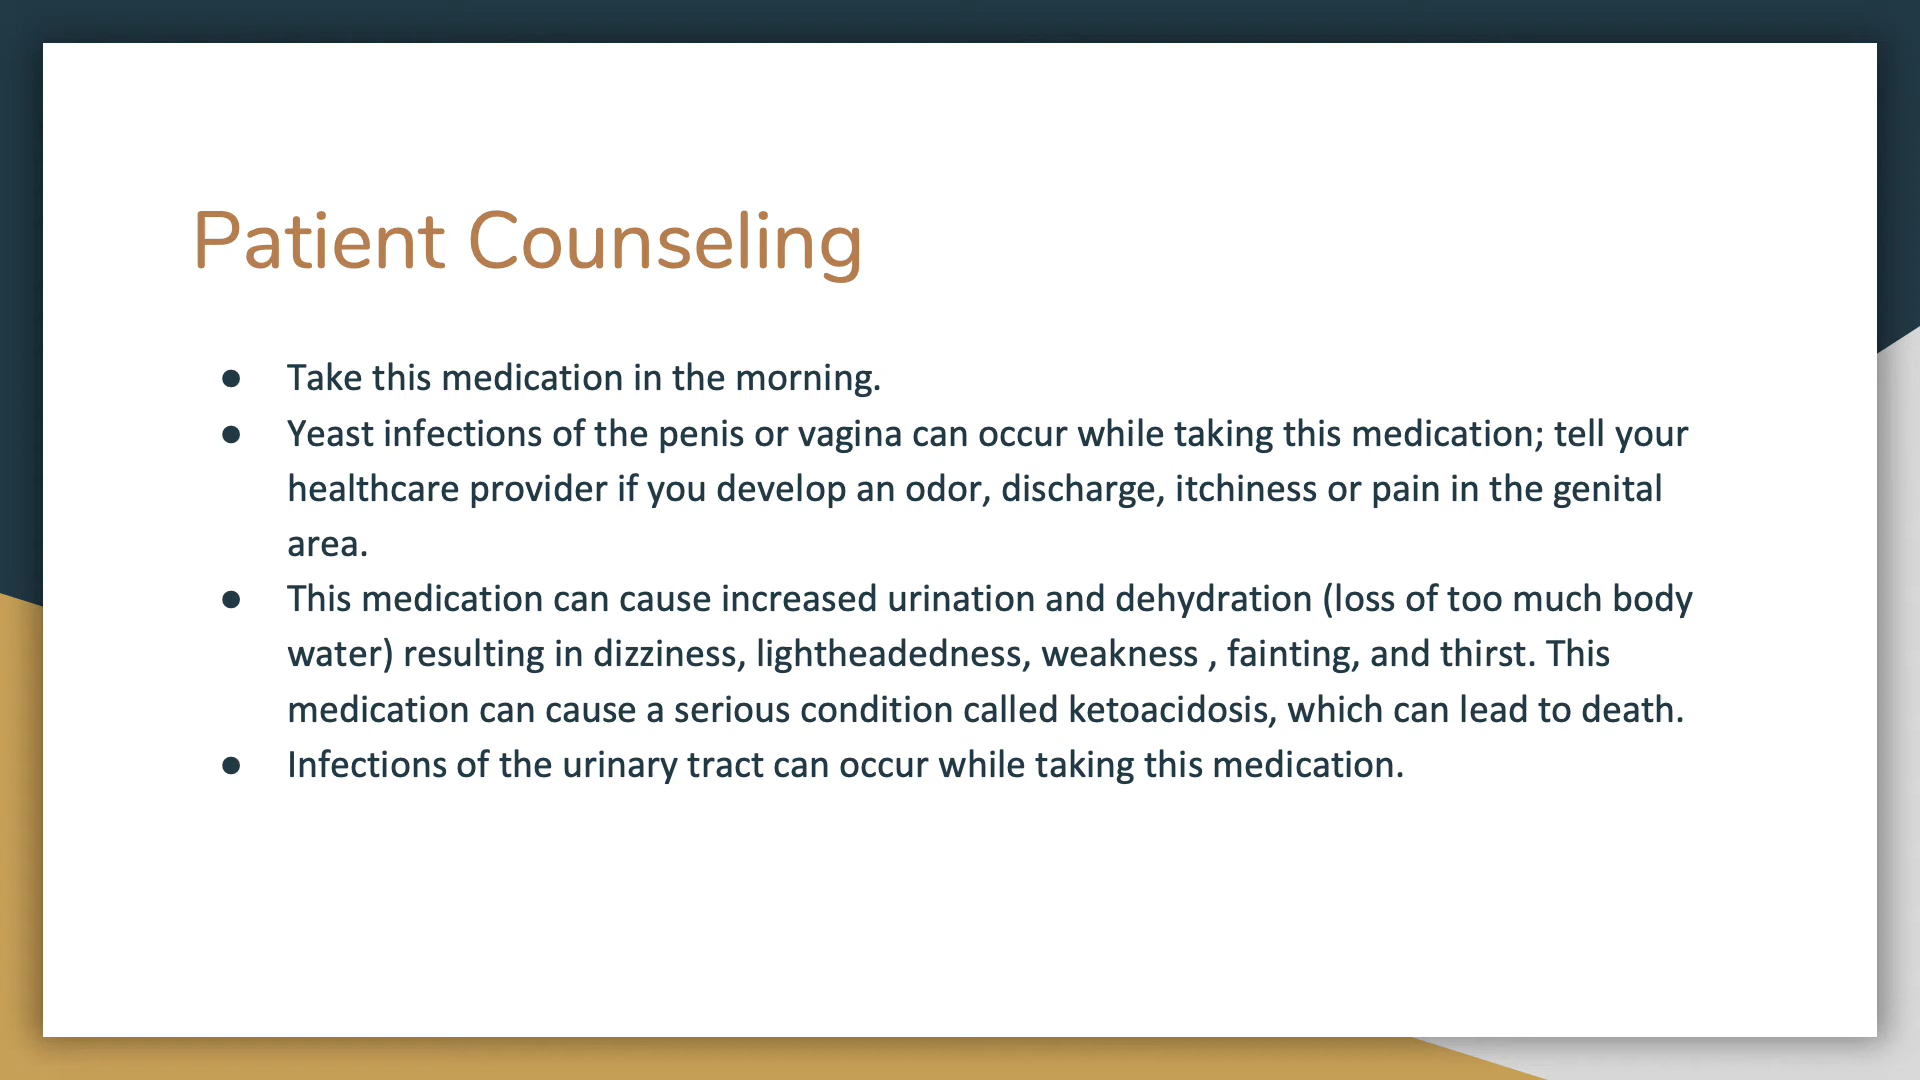 Patient Counseling
● Take this medication in the morning.
● Yeast infections of the penis or vagina can occur while taking this medication; tell your
healthcare provider if you develop an odor, discharge, itchiness or pain in the genital
area.
● This medication can cause increased urination and dehydration (loss of too much body
water) resulting in dizziness, lightheadedness, weakness , fainting, and thirst. This
medication can cause a serious condition called ketoacidosis, which can lead to death.
● Infections of the urinary tract can occur while taking this medication.